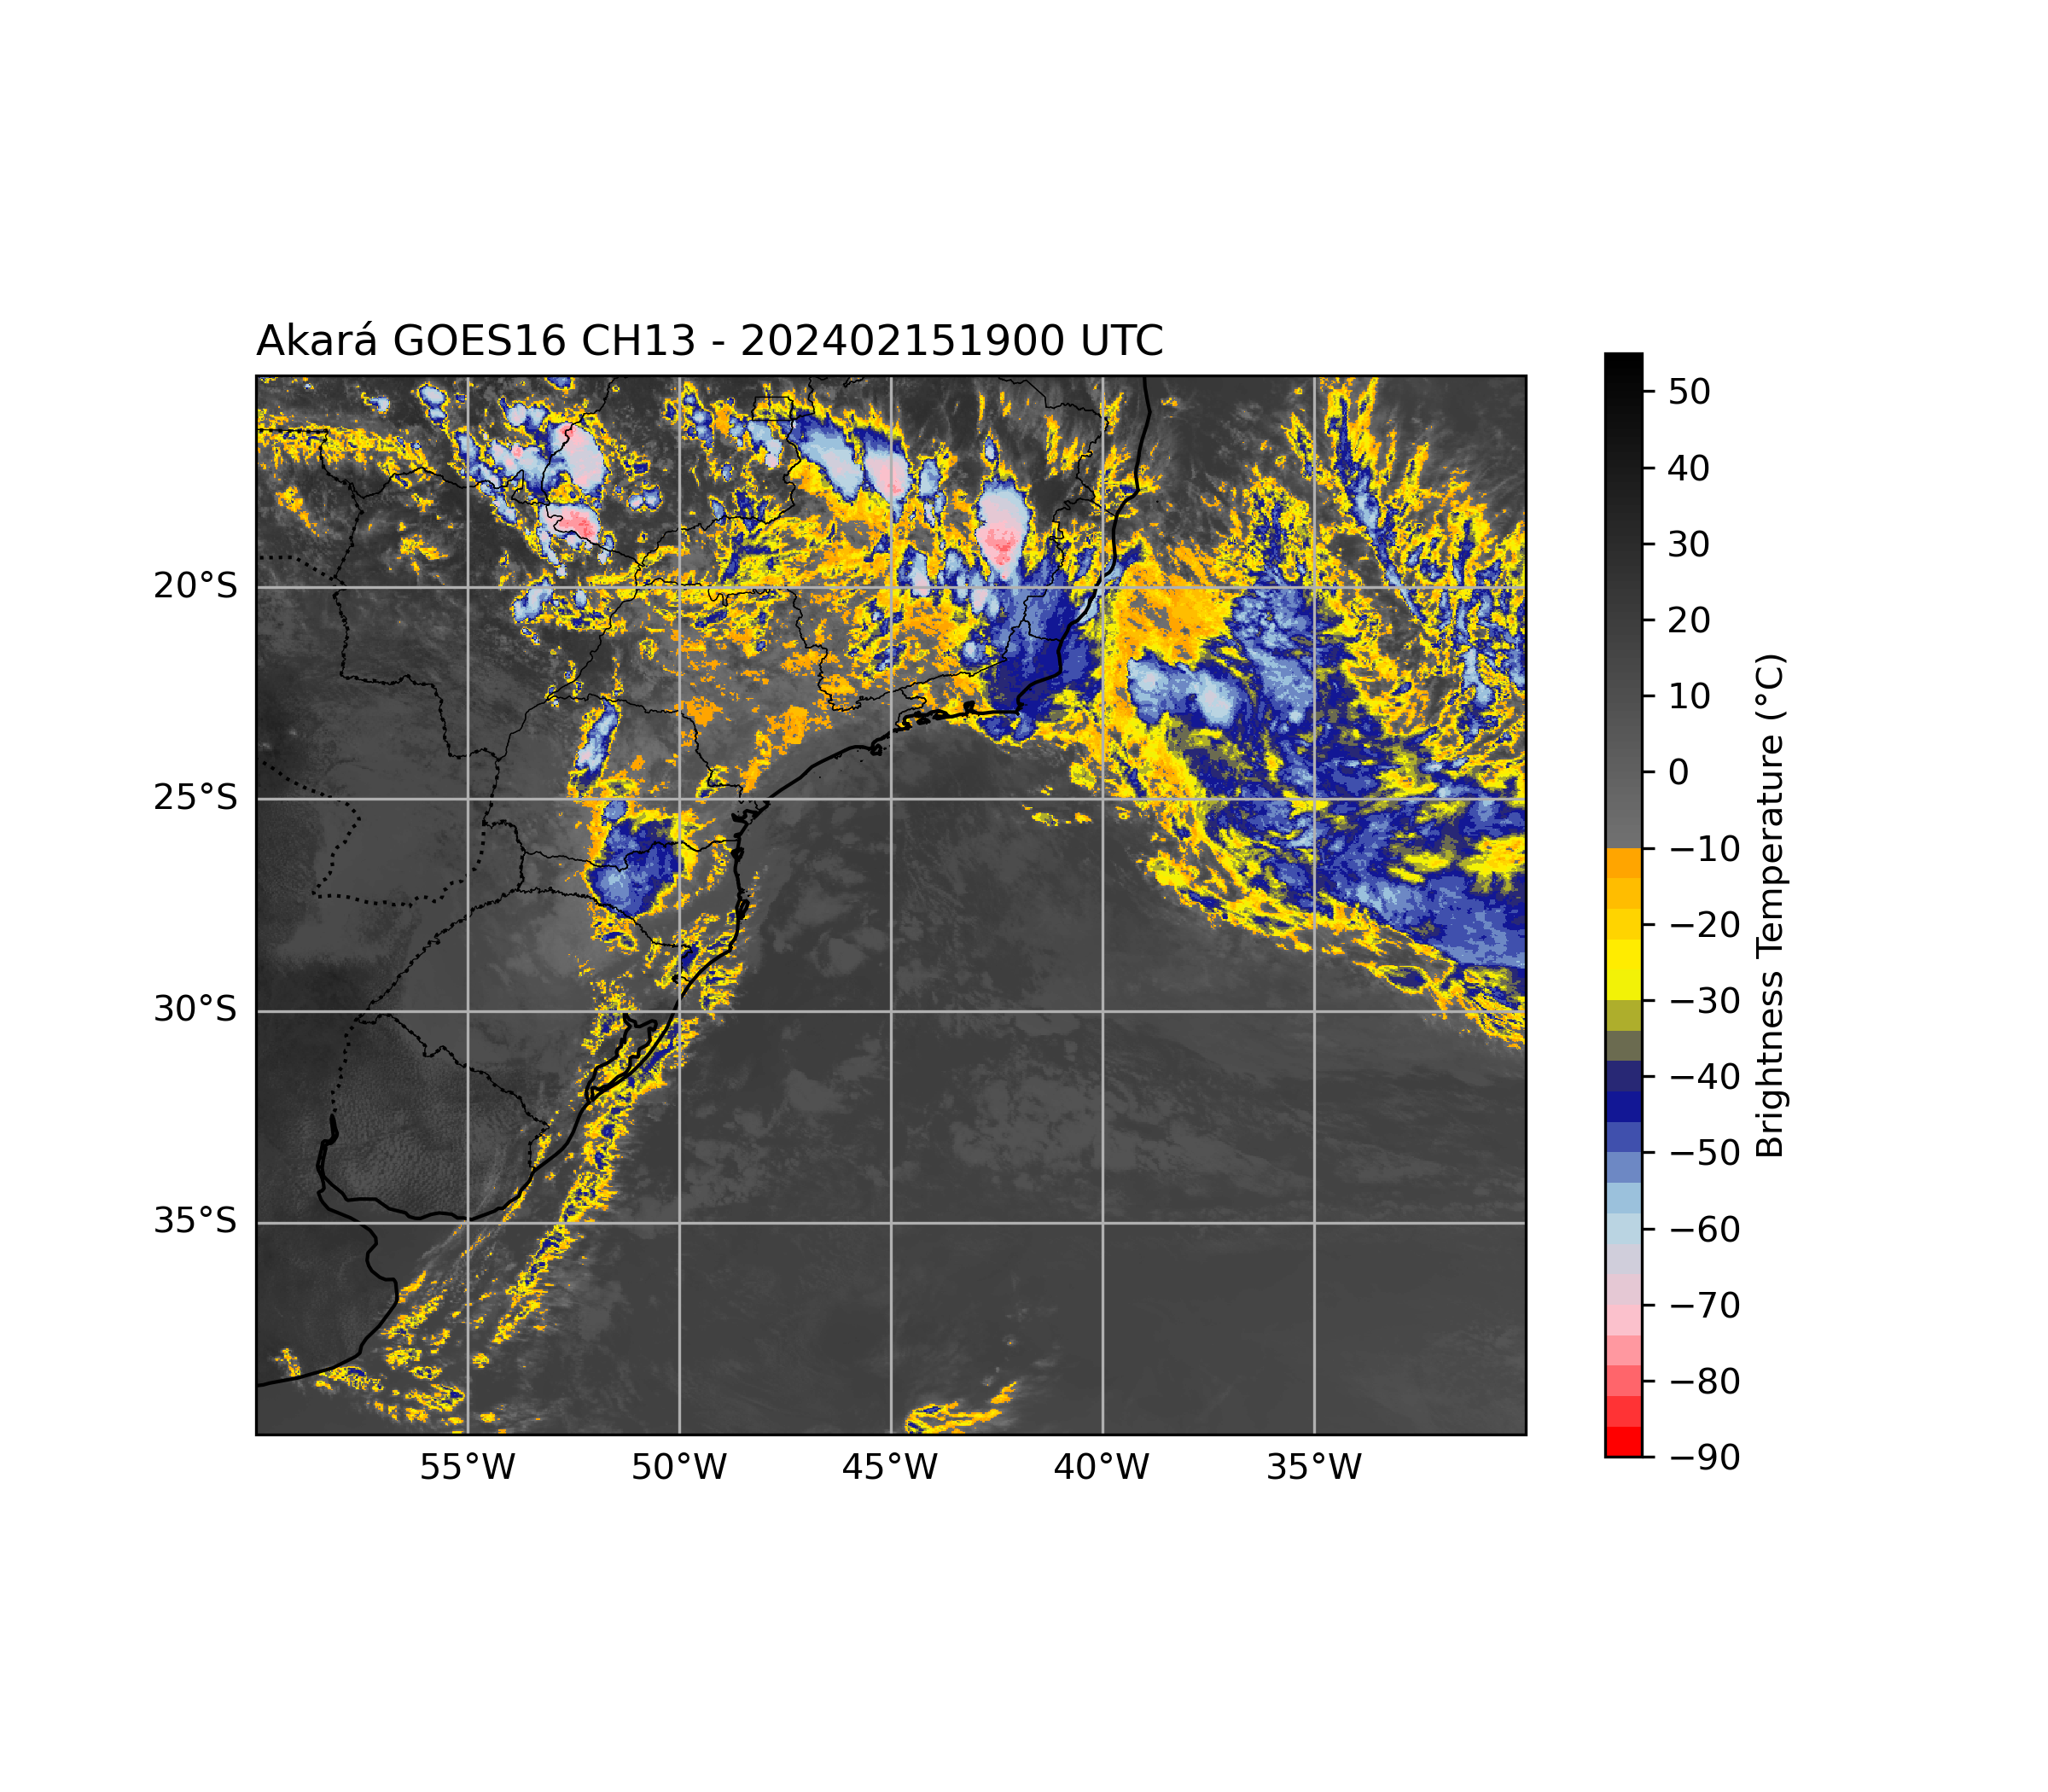 Akará GOES16 CH13 - 202402151900 UTC
20°S
25°S
30°S
35°S
55°W
50°W
45°W
40°W
35°W
50
40
30
20
10
0
−10
−20
−30
−40
−50
−60
−70
−80
−90
Brightness Temperature (°C)